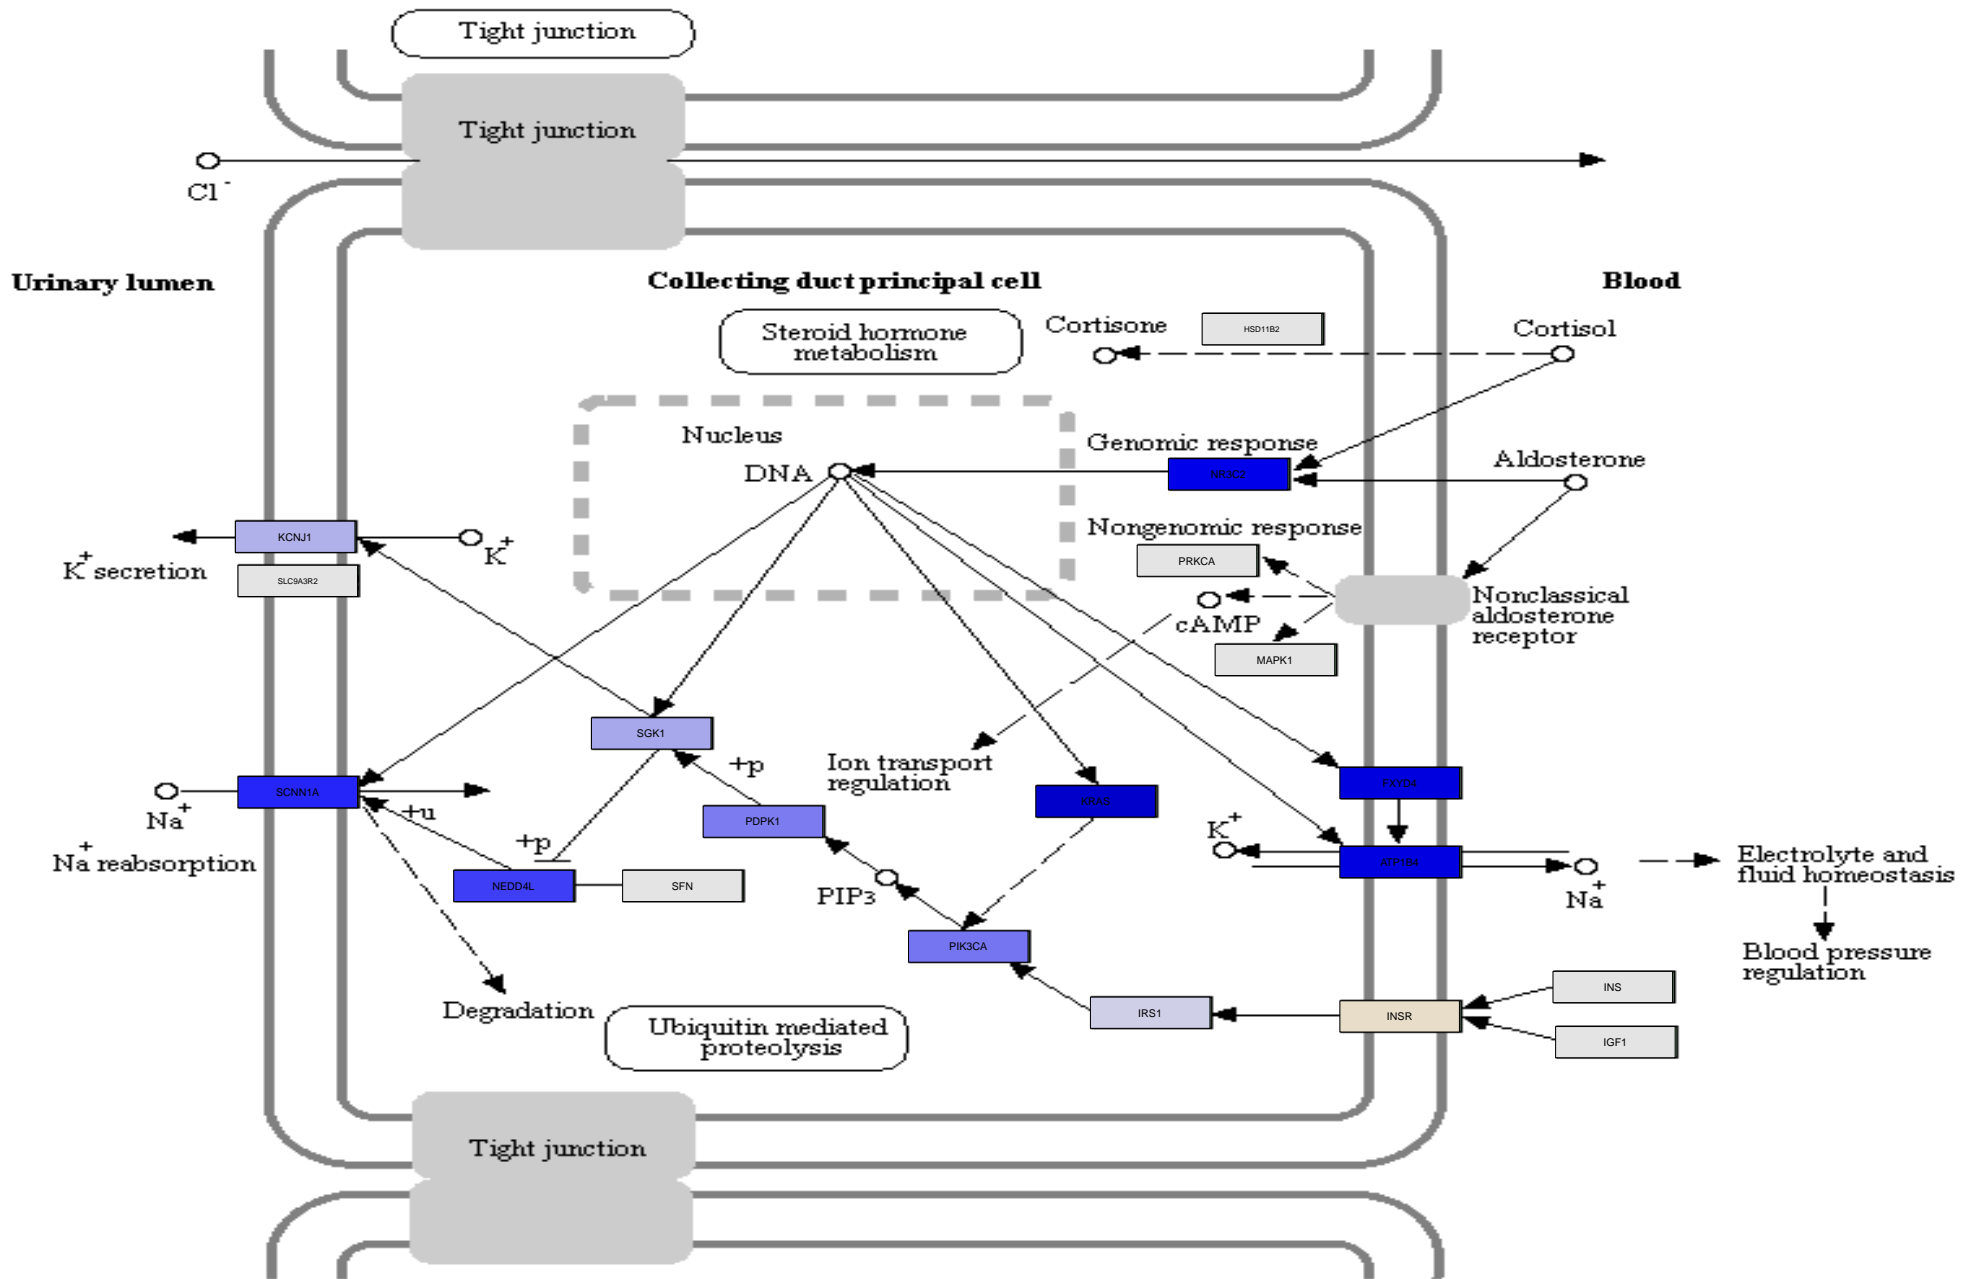 Tight junction
Tight junction
Cl -
Urinary lumen
Collecting duct principal cell
Blood
Steroid hormone
metabolism
Cortisone
HSD11B2
Cortisol
Nucleus
DNA
Genomic response
NR3C2
Aldosterone
Nongenomic response
PRKCA
KCNJ1
K+
K+ secretion
SLC9A3R2
cAMP
MAPK1
Nonclassical
aldosterone
receptor
SGK1
+p
Ion transport
regulation
SCNN1A
Na+
Na+ reabsorption
+u
+p
PDPK1
KRAS
FXYD4
K+
ATP1B4
Na+
Electrolyte and
fluid homeostasis
NEDD4L
SFN
PIP3
PIK3CA
Blood pressure
regulation
Degradation
Ubiquitin mediated
proteolysis
IRS1
INSR
INS
IGF1
Tight junction